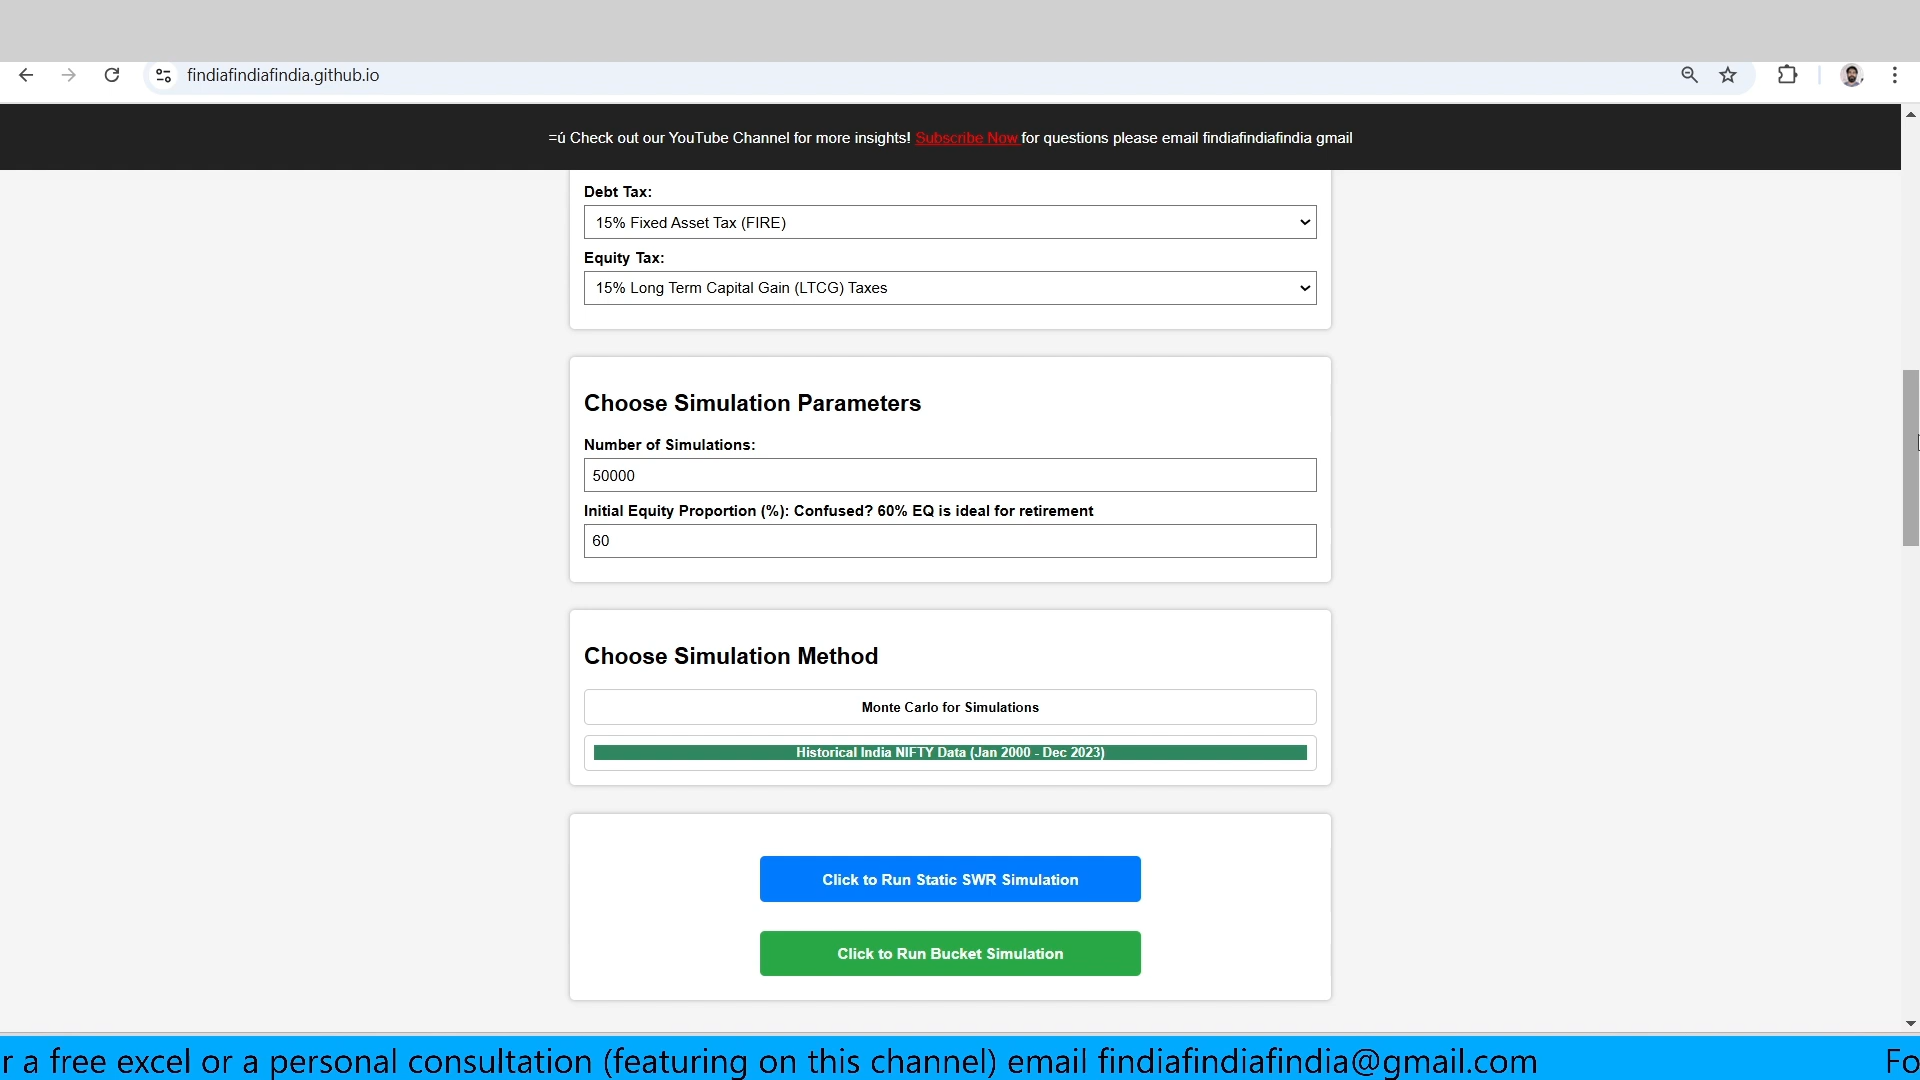 findiafindiafindia.github.io
=ú Check out our YouTube Channel for more insights! Subscribe Now for questions please email findiafindiafindia gmail
Debt Tax:
15% Fixed Asset Tax (FIRE)
Equity Tax:
15% Long Term Capital Gain (LTCG) Taxes
Choose Simulation Parameters
Number of Simulations:
50000
Initial Equity Proportion (%): Confused? 60% EQ is ideal for retirement
60
Choose Simulation Method
Monte Carlo for Simulations
Historical India NIFTY Data (Jan 2000 - Dec 2023)
Click to Run Static SWR Simulation
Click to Run Bucket Simulation
r a free excel or a personal consultation (featuring on this channel) email findiafindiafindia@gmail.com Fo